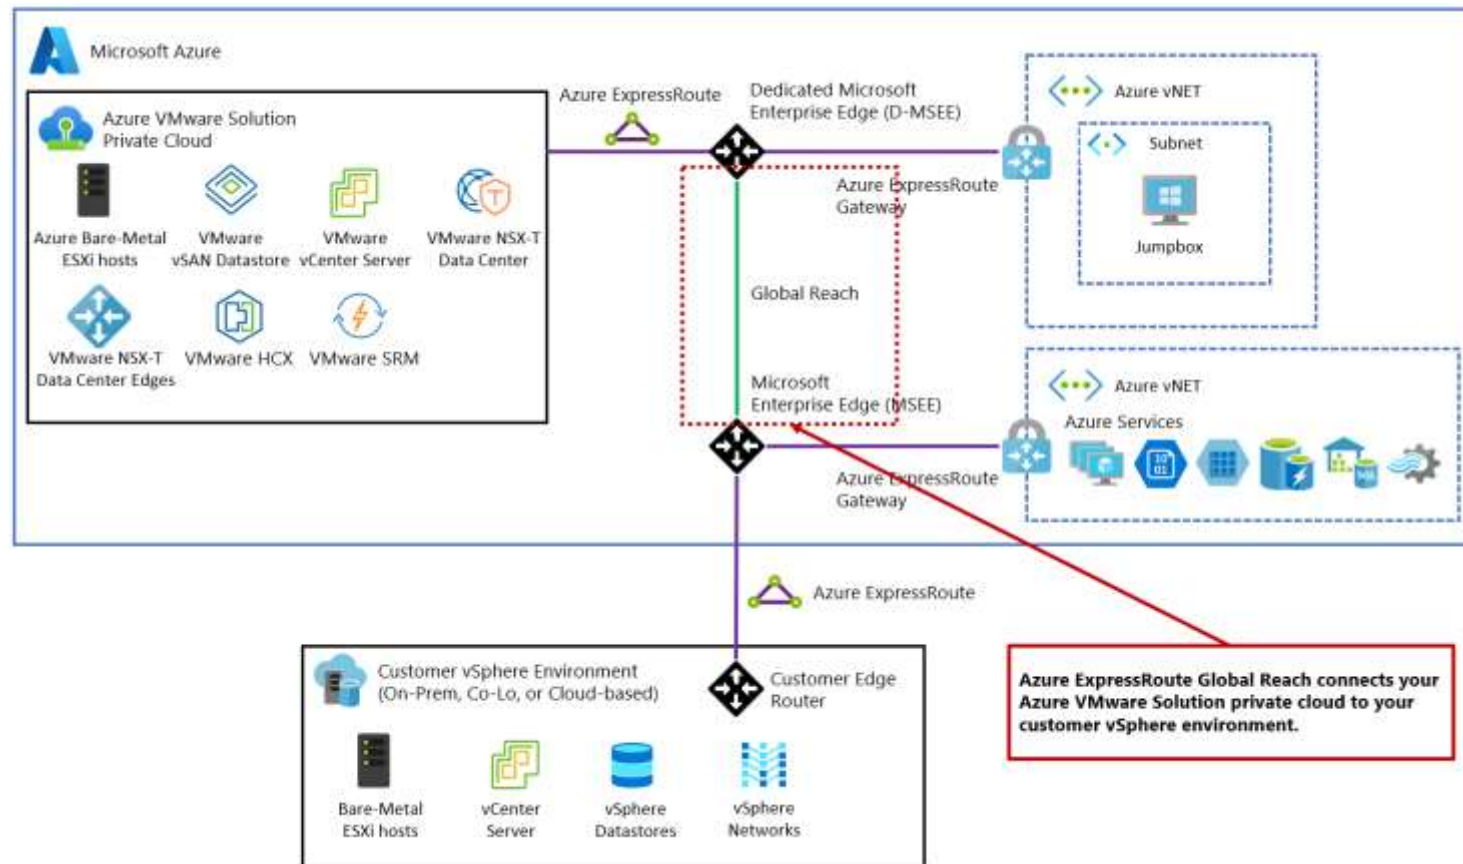 Microsoft Azure
Azure VMware Solution
Private Cloud
Azure Bare-Metal
ESXi hosts
VMware
vSAN Datastore
VMware
vCenter Server
VMware NSX-T
Data Center
VMware NSX-T
Data Center Edges
VMware HCX
VMware SRM
Azure ExpressRoute
Dedicated Microsoft
Enterprise Edge (D-MSEE)
Azure ExpressRoute
Gateway
Global Reach
Microsoft
Enterprise Edge (MSEE)
Azure ExpressRoute
Gateway
Azure vNET
Subnet
Jumpbox
Azure vNET
Azure Services
10
01
Azure ExpressRoute
Customer vSphere Environment
(On-Prem, Co-Lo, or Cloud-based)
Customer Edge
Router
Bare-Metal
ESXi hosts
vCenter
Server
vSphere
Datastores
vSphere
Networks
Azure ExpressRoute Global Reach connects your
Azure VMware Solution private cloud to your
customer vSphere environment.